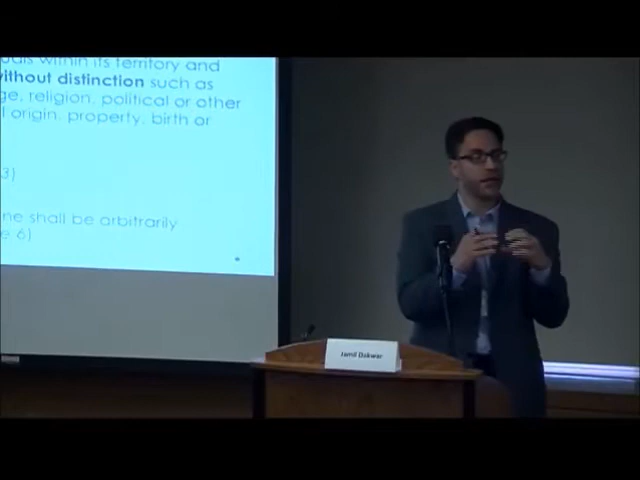 uals within its territory and
without distinction such as
ge, religion, political or other
l origin, property, birth or
3)
ne shall be arbitrarily
e 6)
Jamil Dakwar